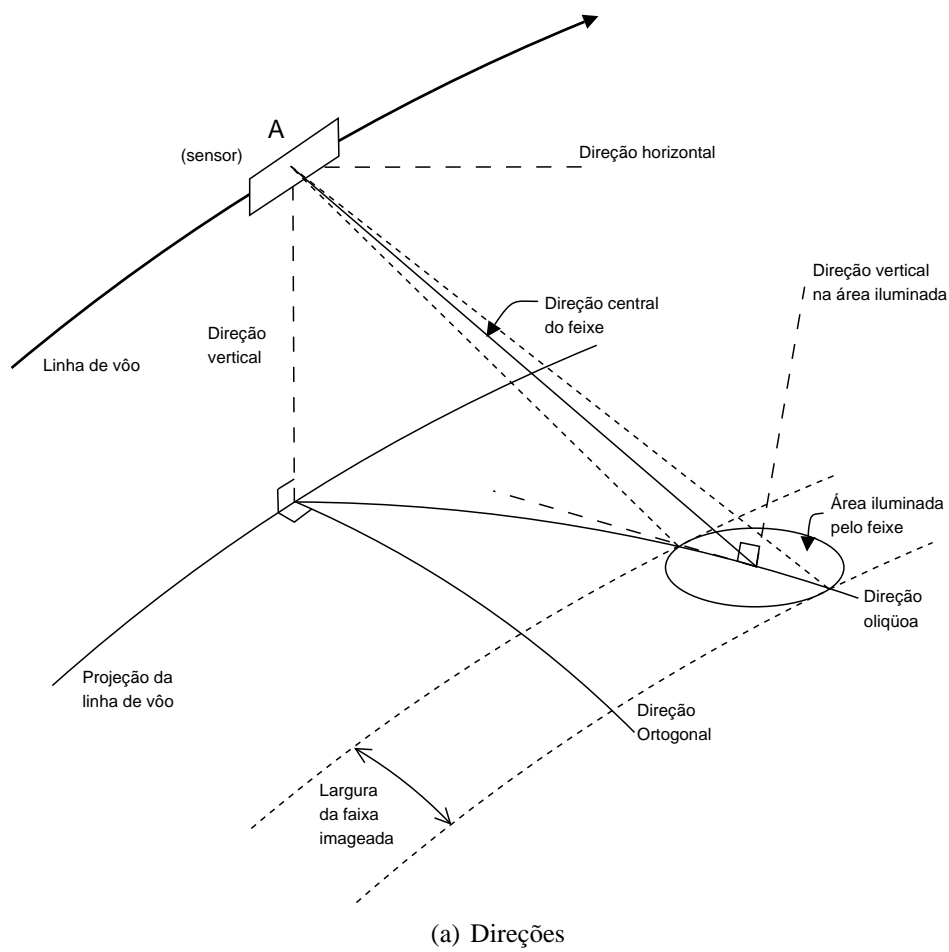 A
(sensor)
Direção horizontal
Direção vertical
na área iluminada
Direção central
do feixe
Direção
vertical
Linha de vôo
Área iluminada
pelo feixe
Direção
oliqüoa
Projeção da
linha de vôo
Direção
Ortogonal
Largura
da faixa
imageada
(a) Direções